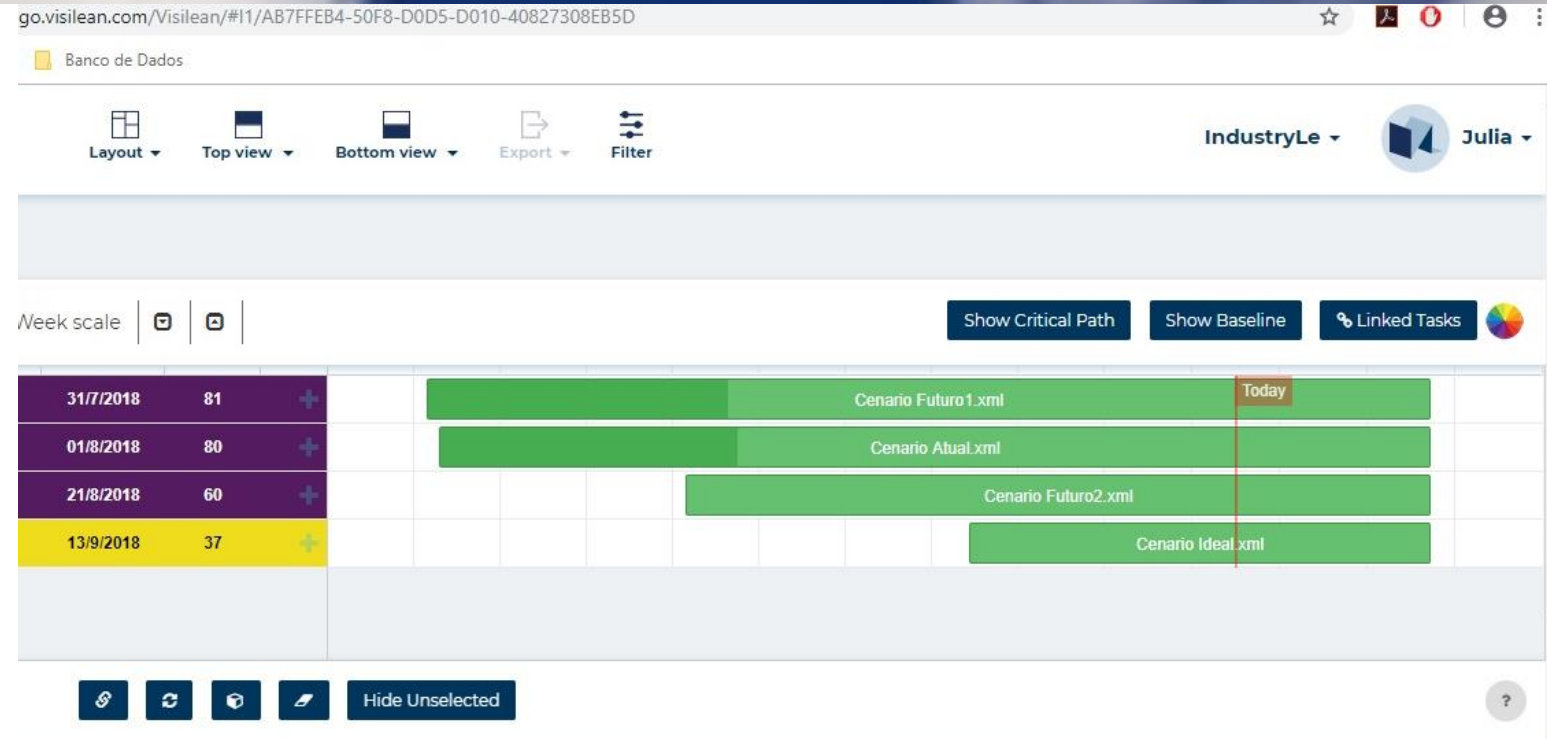 go.visilean.com/Visilean/#I1/AB7FFEB4-50F8-D0D5-D010-40827308EB5D
Banco de Dados
Layout Top view Bottom view Export Filter IndustryLe Julia
Week scale Show Critical Path Show Baseline Linked Tasks
31/7/2018 81 Cenario Futuro1.xml Today
01/8/2018 80 Cenario Atual.xml
21/8/2018 60 Cenario Futuro2.xml
13/9/2018 37 Cenario Ideal.xml
Hide Unselected ?